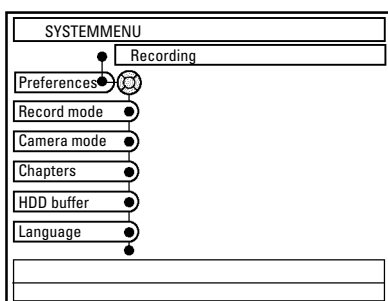 SYSTEMMENU
Recording
Preferences
Record mode
Camera mode
Chapters
HDD buffer
Language